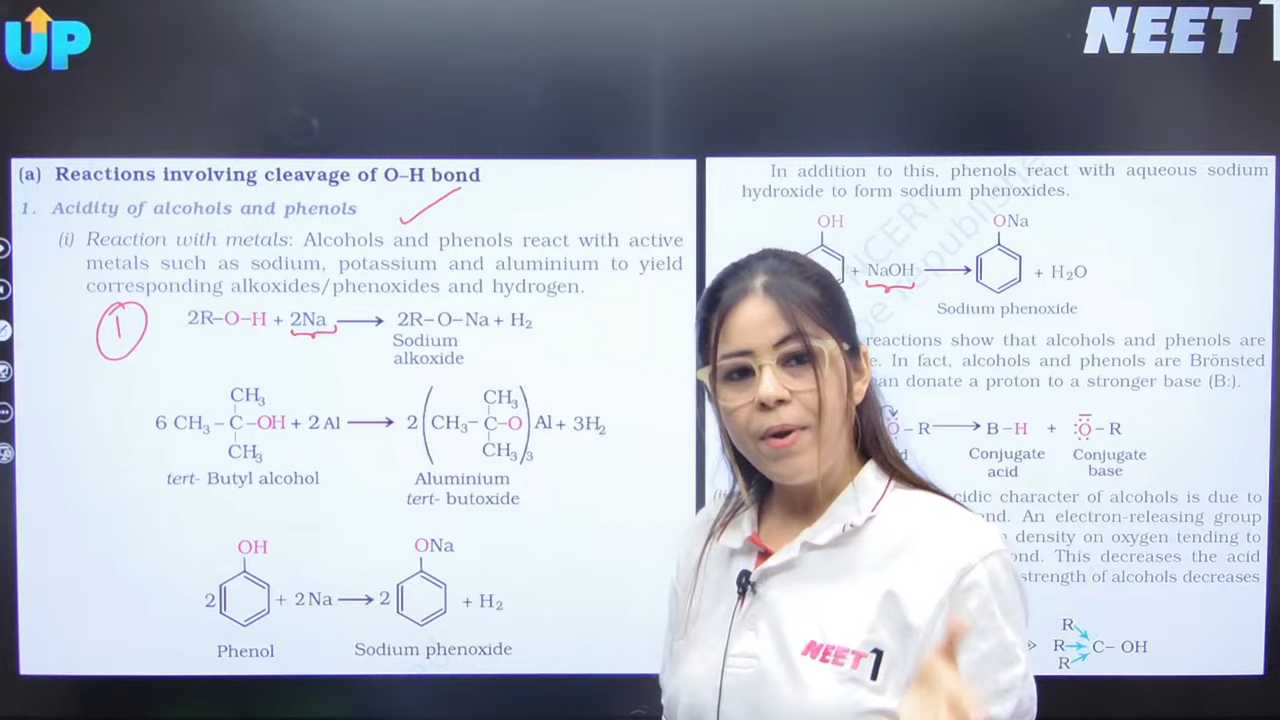 UP
NEET 1
(a) Reactions involving cleavage of O–H bond
1. Acidity of alcohols and phenols
(i) Reaction with metals: Alcohols and phenols react with active
metals such as sodium, potassium and aluminium to yield
corresponding alkoxides/phenoxides and hydrogen.
1
2R–O–H + 2Na ⟶ 2R–O–Na + H₂
Sodium
alkoxide
CH₃ CH₃
6 CH₃–C–OH + 2 Al ⟶ 2 (CH₃–C–O)₃ Al + 3H₂
CH₃ CH₃
tert- Butyl alcohol Aluminium
tert- butoxide
OH ONa
2 + 2 Na ⟶ 2 + H₂
Phenol Sodium phenoxide
In addition to this, phenols react with aqueous sodium
hydroxide to form sodium phenoxides.
OH ONa
+ NaOH ⟶ + H₂O
Sodium phenoxide
reactions show that alcohols and phenols are
. In fact, alcohols and phenols are Brönsted
can donate a proton to a stronger base (B:).
O–R ⟶ B–H + :Ö–R
Conjugate Conjugate
acid base
character of alcohols is due to
. An electron-releasing group
density on oxygen tending to
. This decreases the acid
strength of alcohols decreases
R
R C– OH
R
NEET 1